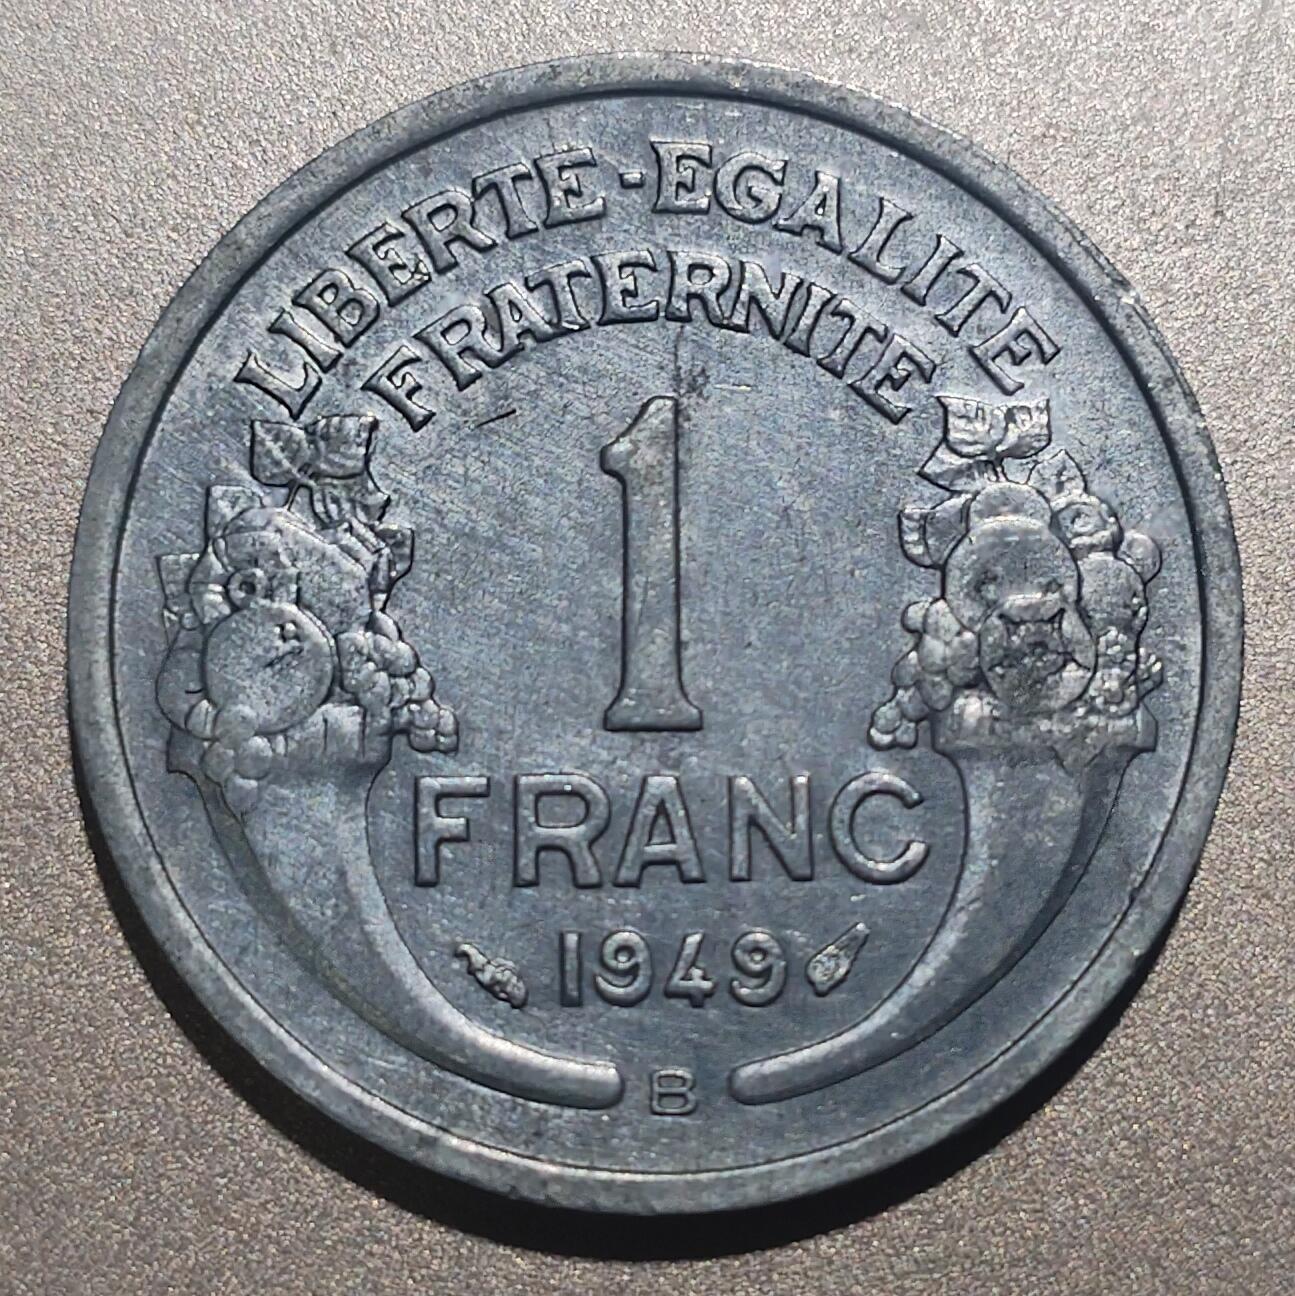 LIBERTE-EGALITE
FRATERNITE
1
FRANC
1949
B